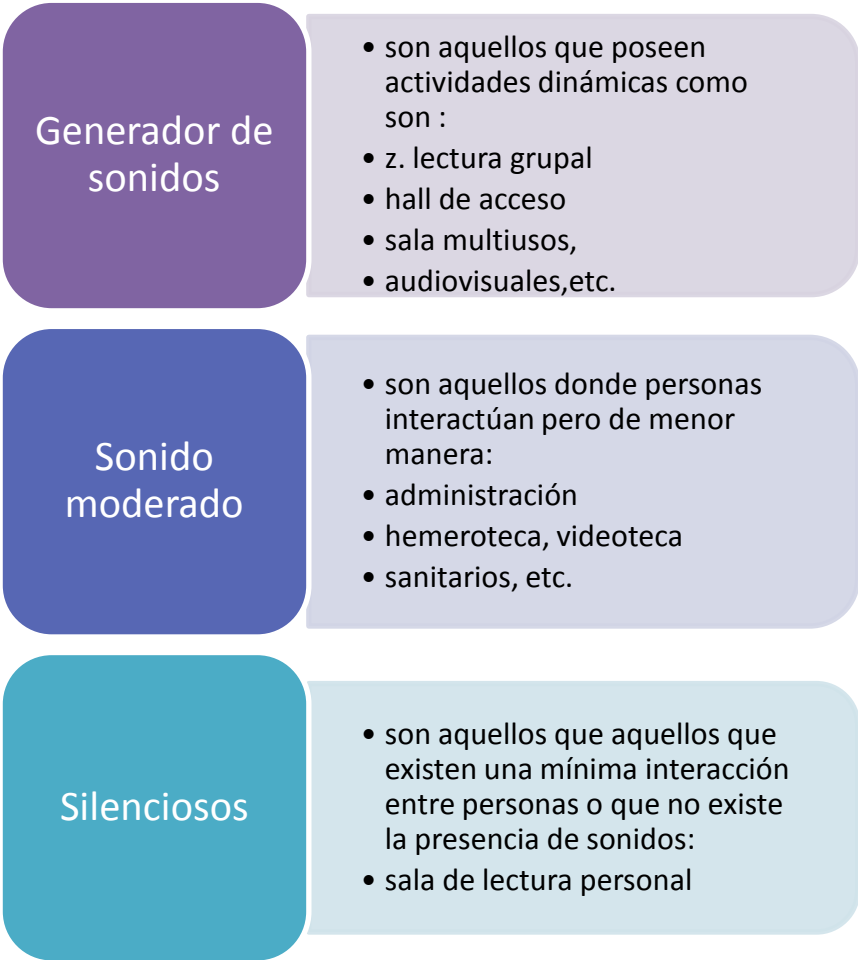 Generador de
sonidos
• son aquellos que poseen
actividades dinámicas como
son :
• z. lectura grupal
• hall de acceso
• sala multiusos,
• audiovisuales,etc.
Sonido
moderado
• son aquellos donde personas
interactúan pero de menor
manera:
• administración
• hemeroteca, videoteca
• sanitarios, etc.
Silenciosos
• son aquellos que aquellos que
existen una mínima interacción
entre personas o que no existe
la presencia de sonidos:
• sala de lectura personal